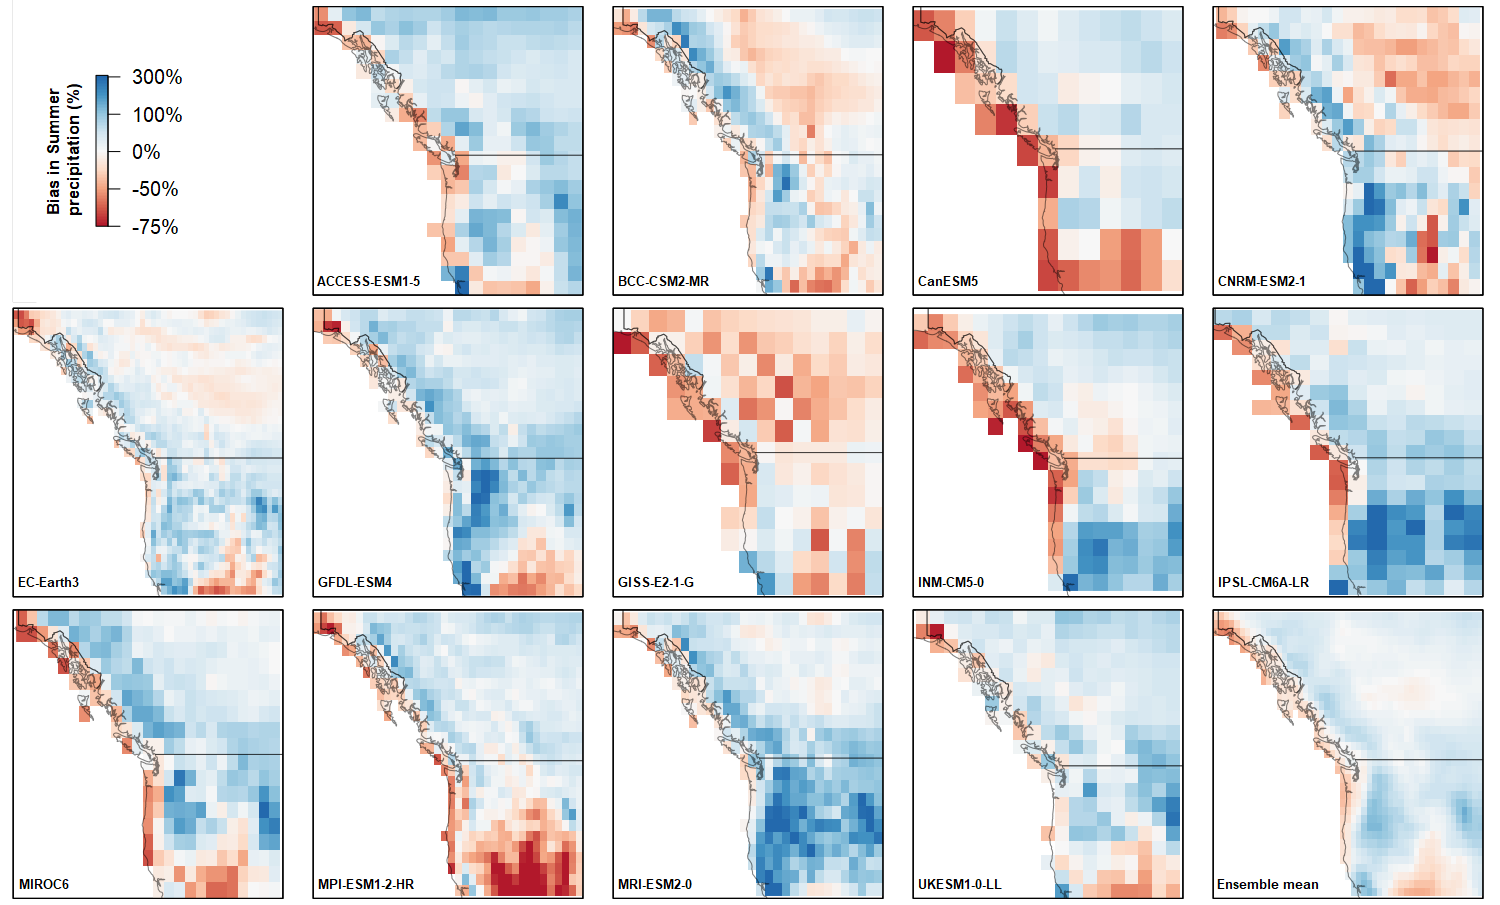 Bias in Summer
precipitation (%)
300%
100%
0%
-50%
-75%
ACCESS-ESM1-5
BCC-CSM2-MR
CanESM5
CNRM-ESM2-1
EC-Earth3
GFDL-ESM4
GISS-E2-1-G
INM-CM5-0
IPSL-CM6A-LR
MIROC6
MPI-ESM1-2-HR
MRI-ESM2-0
UKESM1-0-LL
Ensemble mean